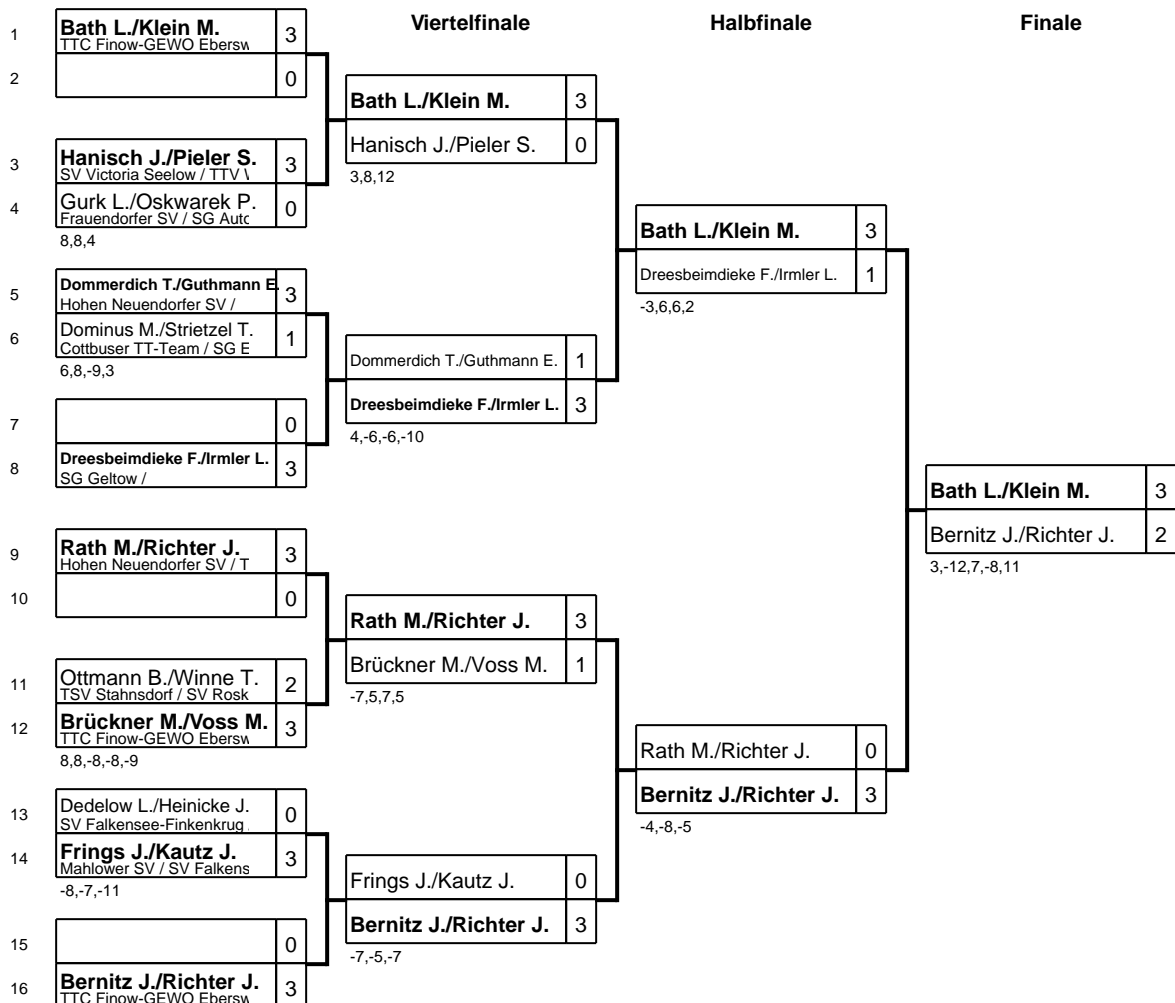 Viertelfinale
Halbfinale
Finale
1 Bath L./Klein M. 3
TTC Finow-GEWO Ebersw
2 0
3 Hanisch J./Pieler S. 3
SV Victoria Seelow / TTV
4 Gurk L./Oskwarek P. 0
Frauendorfer SV / SG Auto
8,8,4
5 Dommerdich T./Guthmann E. 3
Hohen Neuendorfer SV /
6 Dominus M./Strietzel T. 1
Cottbuser TT-Team / SG E
6,8,-9,3
7 0
8 Dreesbeimdieke F./Irmler L. 3
SG Geltow /
9 Rath M./Richter J. 3
Hohen Neuendorfer SV / T
10 0
11 Ottmann B./Winne T. 2
TSV Stahnsdorf / SV Rosk
12 Brückner M./Voss M. 3
TTC Finow-GEWO Ebersw
8,8,-8,-8,-9
13 Dedelow L./Heinicke J. 0
SV Falkensee-Finkenkrug
14 Frings J./Kautz J. 3
Mahlower SV / SV Falkens
-8,-7,-11
15 0
16 Bernitz J./Richter J. 3
TTC Finow-GEWO Ebersw
Bath L./Klein M. 3
Hanisch J./Pieler S. 0
3,8,12
Dommerdich T./Guthmann E. 1
Dreesbeimdieke F./Irmler L. 3
4,-6,-6,-10
Rath M./Richter J. 3
Brückner M./Voss M. 1
-7,5,7,5
Frings J./Kautz J. 0
Bernitz J./Richter J. 3
-7,-5,-7
Bath L./Klein M. 3
Dreesbeimdieke F./Irmler L. 1
-3,6,6,2
Rath M./Richter J. 0
Bernitz J./Richter J. 3
-4,-8,-5
Bath L./Klein M. 3
Bernitz J./Richter J. 2
3,-12,7,-8,11